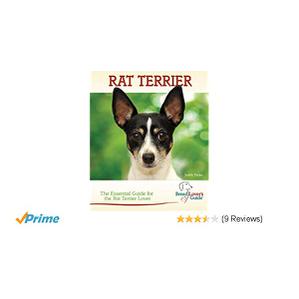 RAT TERRIER
The Essential Guide for
the Rat Terrier Lover
Breed Lover's
Guide
Prime
(9 Reviews)